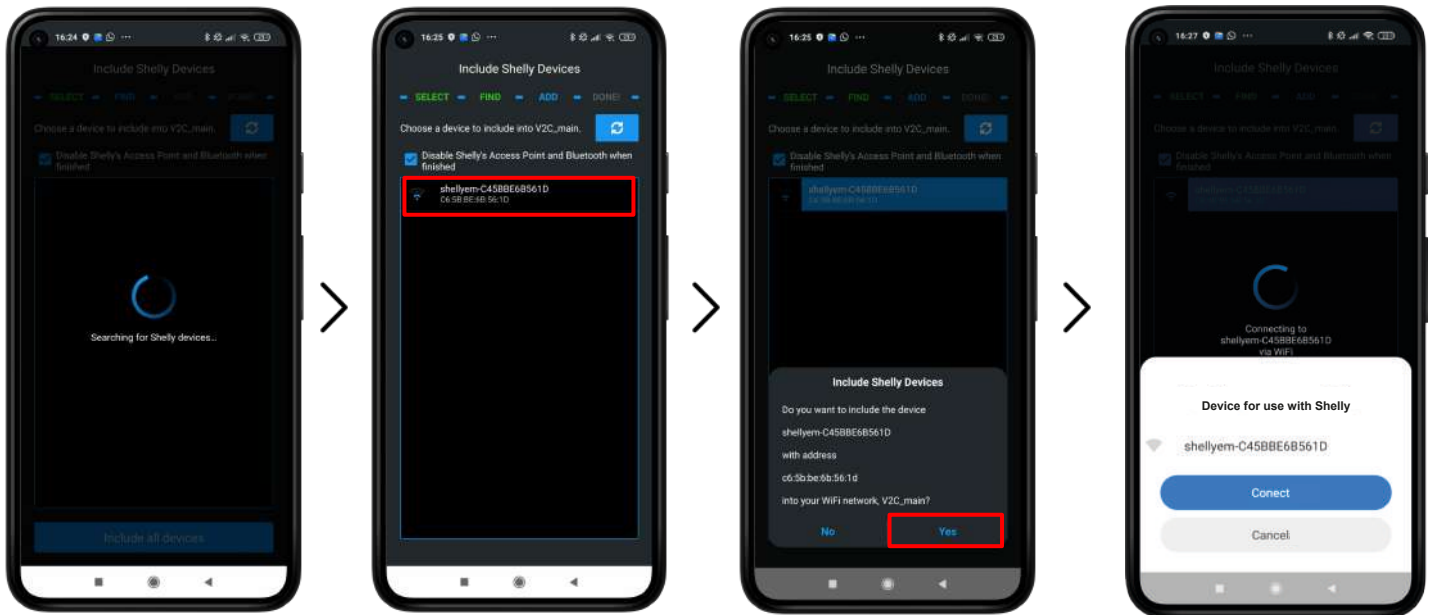 16:24
Include Shelly Devices
SELECT FIND ADD DONE!
Choose a device to include into V2C_main.
Disable Shelly's Access Point and Bluetooth when
finished
Searching for Shelly devices...
Include all devices
16:25
Include Shelly Devices
SELECT FIND ADD DONE!
Choose a device to include into V2C_main.
Disable Shelly's Access Point and Bluetooth when
finished
shellyem-C45BBE6B561D
C6:5B:BE:6B:56:1D
16:25
Include Shelly Devices
SELECT FIND ADD DONE!
Choose a device to include into V2C_main.
Disable Shelly's Access Point and Bluetooth when
finished
shellyem-C45BBE6B561D
C6:5B:BE:6B:56:1D
Include Shelly Devices
Do you want to include the device
shellyem-C45BBE6B561D
with address
c6:5b:be:6b:56:1d
into your WiFi network, V2C_main?
No Yes
16:27
Include Shelly Devices
SELECT FIND ADD DONE!
Choose a device to include into V2C_main.
Disable Shelly's Access Point and Bluetooth when
finished
shellyem-C45BBE6B561D
Connecting to
shellyem-C45BBE6B561D
via WiFi
Device for use with Shelly
shellyem-C45BBE6B561D
Conect
Cancel